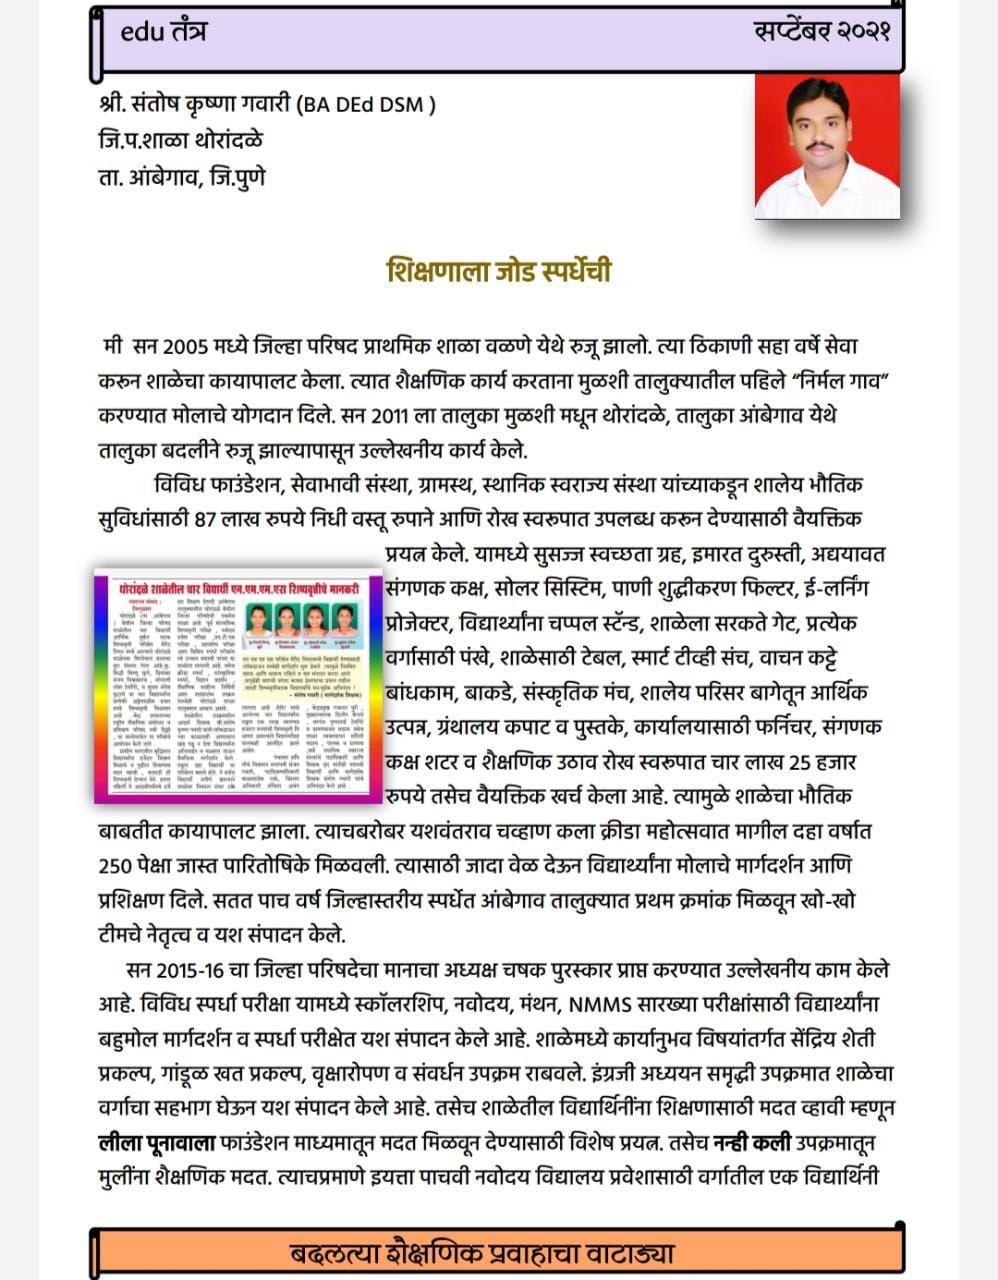 edu तंत्र
सप्टेंबर २०२१
श्री. संतोष कृष्णा गवारी (BA DEd DSM )
जि.प.शाळा थोरांदळे
ता. आंबेगाव, जि.पुणे
शिक्षणाला जोड स्पर्धेची
मी सन 2005 मध्ये जिल्हा परिषद प्राथमिक शाळा वळणे येथे रुजू झालो. त्या ठिकाणी सहा वर्षे सेवा
करून शाळेचा कायापालट केला. त्यात शैक्षणिक कार्य करताना मुळशी तालुक्यातील पहिले “निर्मल गाव”
करण्यात मोलाचे योगदान दिले. सन 2011 ला तालुका मुळशी मधून थोरांदळे, तालुका आंबेगाव येथे
तालुका बदलीने रुजू झाल्यापासून उल्लेखनीय कार्य केले.
विविध फाउंडेशन, सेवाभावी संस्था, ग्रामस्थ, स्थानिक स्वराज्य संस्था यांच्याकडून शालेय भौतिक
सुविधांसाठी 87 लाख रुपये निधी वस्तू रुपाने आणि रोख स्वरूपात उपलब्ध करून देण्यासाठी वैयक्तिक
प्रयत्न केले. यामध्ये सुसज्ज स्वच्छता ग्रह, इमारत दुरुस्ती, अद्ययावत
संगणक कक्ष, सोलर सिस्टिम, पाणी शुद्धीकरण फिल्टर, ई-लर्निंग
प्रोजेक्टर, विद्यार्थ्यांना चप्पल स्टॅन्ड, शाळेला सरकते गेट, प्रत्येक
वर्गासाठी पंखे, शाळेसाठी टेबल, स्मार्ट टीव्ही संच, वाचन कट्टे
बांधकाम, बाकडे, संस्कृतिक मंच, शालेय परिसर बागेतून आर्थिक
उत्पन्न, ग्रंथालय कपाट व पुस्तके, कार्यालयासाठी फर्निचर, संगणक
कक्ष शटर व शैक्षणिक उठाव रोख स्वरूपात चार लाख 25 हजार
रुपये तसेच वैयक्तिक खर्च केला आहे. त्यामुळे शाळेचा भौतिक
बाबतीत कायापालट झाला. त्याचबरोबर यशवंतराव चव्हाण कला क्रीडा महोत्सवात मागील दहा वर्षात
250 पेक्षा जास्त पारितोषिके मिळवली. त्यासाठी जादा वेळ देऊन विद्यार्थ्यांना मोलाचे मार्गदर्शन आणि
प्रशिक्षण दिले. सतत पाच वर्ष जिल्हास्तरीय स्पर्धेत आंबेगाव तालुक्यात प्रथम क्रमांक मिळवून खो-खो
टीमचे नेतृत्व व यश संपादन केले.
थोरांदळे शाळेतील चार विद्यार्थी एन.एम.एम.एस शिष्यवृत्तीचे मानकरी
सन 2015-16 चा जिल्हा परिषदेचा मानाचा अध्यक्ष चषक पुरस्कार प्राप्त करण्यात उल्लेखनीय काम केले
आहे. विविध स्पर्धा परीक्षा यामध्ये स्कॉलरशिप, नवोदय, मंथन, NMMS सारख्या परीक्षांसाठी विद्यार्थ्यांना
बहुमोल मार्गदर्शन व स्पर्धा परीक्षेत यश संपादन केले आहे. शाळेमध्ये कार्यानुभव विषयांतर्गत सेंद्रिय शेती
प्रकल्प, गांडूळ खत प्रकल्प, वृक्षारोपण व संवर्धन उपक्रम राबवले. इंग्रजी अध्ययन समृद्धी उपक्रमात शाळेचा
वर्गाचा सहभाग घेऊन यश संपादन केले आहे. तसेच शाळेतील विद्यार्थिनींना शिक्षणासाठी मदत व्हावी म्हणून
लीला पूनावाला फाउंडेशन माध्यमातून मदत मिळवून देण्यासाठी विशेष प्रयत्न. तसेच नन्ही कली उपक्रमातून
मुलींना शैक्षणिक मदत. त्याचप्रमाणे इयत्ता पाचवी नवोदय विद्यालय प्रवेशासाठी वर्गातील एक विद्यार्थिनी
बदलत्या शैक्षणिक प्रवाहाचा वाटाड्या